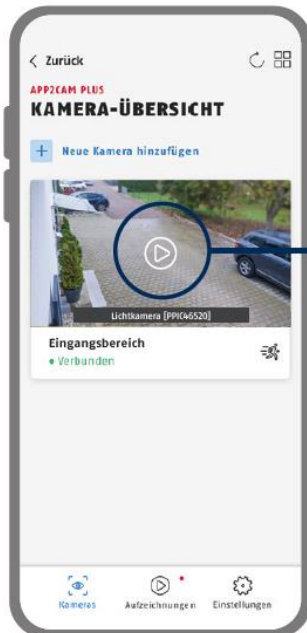 Zurück
APP2CAM PLUS
KAMERA-ÜBERSICHT
Neue Kamera hinzufügen
Lichtkamera [PPIC46520]
Eingangsbereich
Verbunden
Kameras
Aufzeichnungen
Einstellungen